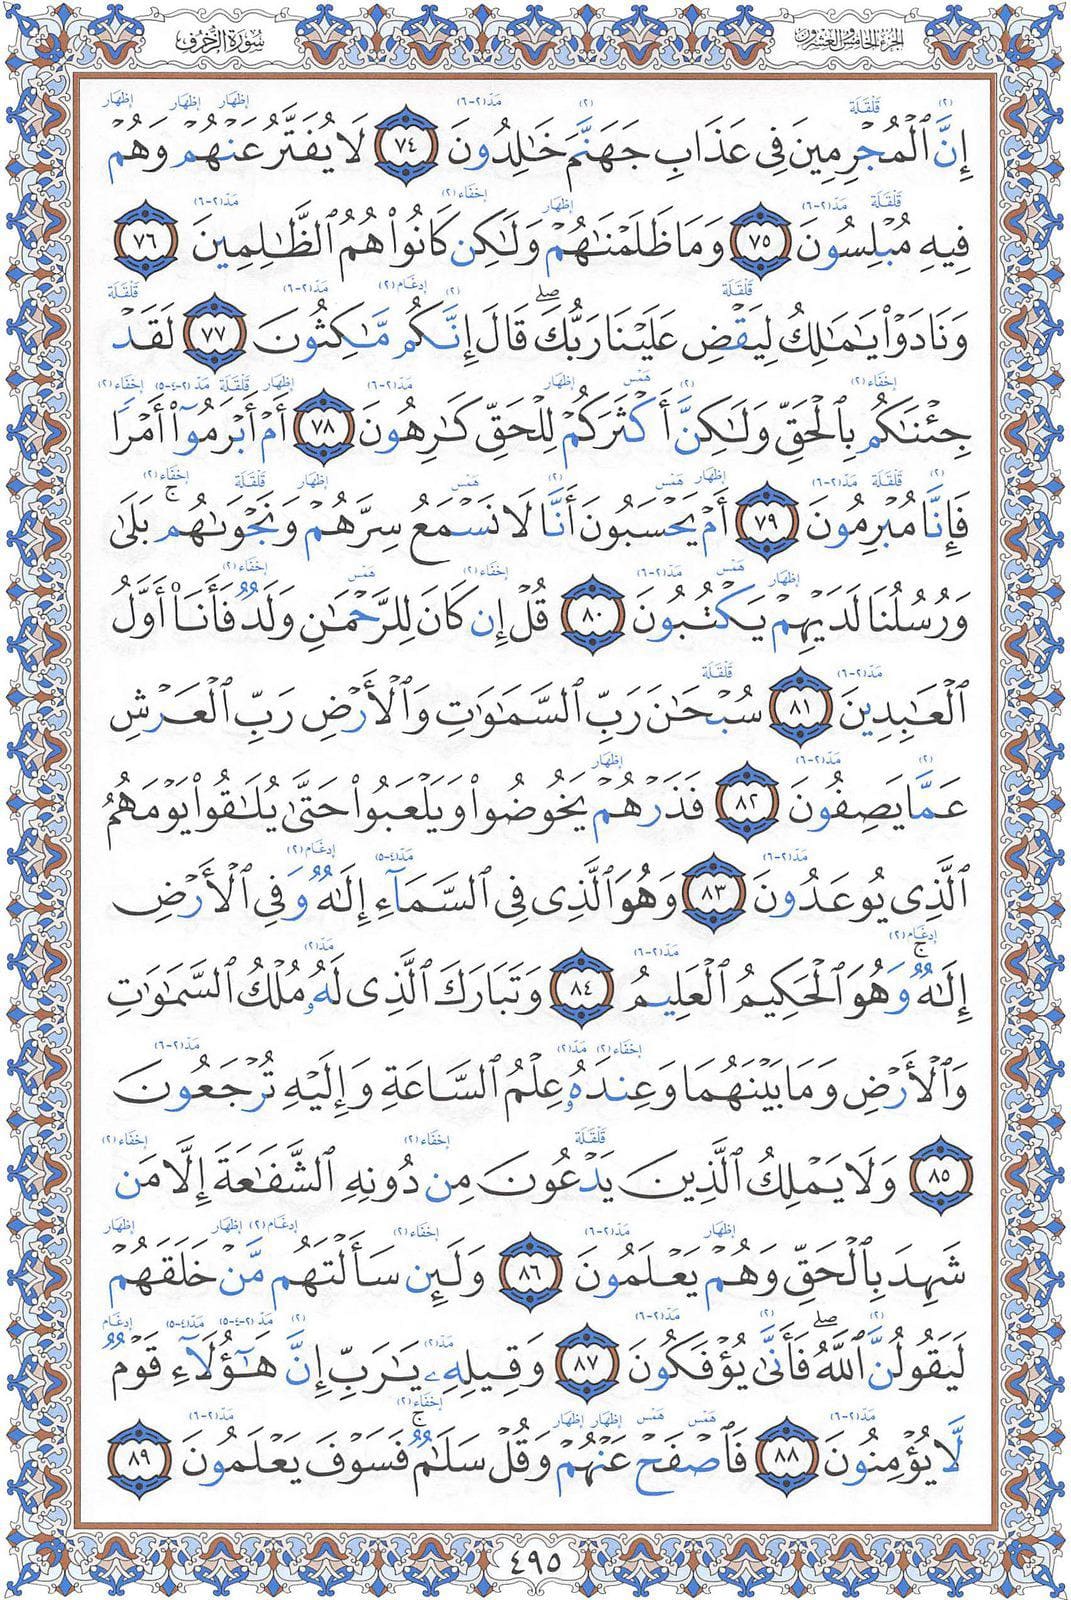 الجزء الخامس والعشرون
سورة الزخرف
إِنَّ ٱلْمُجْرِمِينَ فِى عَذَابِ جَهَنَّمَ خَٰلِدُونَ ٧٤ لَا يُفَتَّرُ عَنْهُمْ وَهُمْ
فِيهِ مُبْلِسُونَ ٧٥ وَمَا ظَلَمْنَٰهُمْ وَلَٰكِن كَانُوا۟ هُمُ ٱلظَّٰلِمِينَ ٧٦
وَنَادَوْا۟ يَٰمَٰلِكُ لِيَقْضِ عَلَيْنَا رَبُّكَ ۖ قَالَ إِنَّكُم مَّٰكِثُونَ ٧٧ لَقَدْ
جِئْنَٰكُم بِٱلْحَقِّ وَلَٰكِنَّ أَكْثَرَكُمْ لِلْحَقِّ كَٰرِهُونَ ٧٨ أَمْ أَبْرَمُوٓا۟ أَمْرًا
فَإِنَّا مُبْرِمُونَ ٧٩ أَمْ يَحْسَبُونَ أَنَّا لَا نَسْمَعُ سِرَّهُمْ وَنَجْوَىٰهُم ۚ بَلَىٰ
وَرُسُلُنَا لَدَيْهِمْ يَكْتُبُونَ ٨٠ قُلْ إِن كَانَ لِلرَّحْمَٰنِ وَلَدٌ فَأَنَا۠ أَوَّلُ
ٱلْعَٰبِدِينَ ٨١ سُبْحَٰنَ رَبِّ ٱلسَّمَٰوَٰتِ وَٱلْأَرْضِ رَبِّ ٱلْعَرْشِ
عَمَّا يَصِفُونَ ٨٢ فَذَرْهُمْ يَخُوضُوا۟ وَيَلْعَبُوا۟ حَتَّىٰ يُلَٰقُوا۟ يَوْمَهُمُ
ٱلَّذِى يُوعَدُونَ ٨٣ وَهُوَ ٱلَّذِى فِى ٱلسَّمَآءِ إِلَٰهٌ وَفِى ٱلْأَرْضِ
إِلَٰهٌ ۚ وَهُوَ ٱلْحَكِيمُ ٱلْعَلِيمُ ٨٤ وَتَبَارَكَ ٱلَّذِى لَهُۥ مُلْكُ ٱلسَّمَٰوَٰتِ
وَٱلْأَرْضِ وَمَا بَيْنَهُمَا وَعِندَهُۥ عِلْمُ ٱلسَّاعَةِ وَإِلَيْهِ تُرْجَعُونَ
٨٥ وَلَا يَمْلِكُ ٱلَّذِينَ يَدْعُونَ مِن دُونِهِ ٱلشَّفَٰعَةَ إِلَّا مَن
شَهِدَ بِٱلْحَقِّ وَهُمْ يَعْلَمُونَ ٨٦ وَلَئِن سَأَلْتَهُم مَّنْ خَلَقَهُمْ
لَيَقُولُنَّ ٱللَّهُ ۖ فَأَنَّىٰ يُؤْفَكُونَ ٨٧ وَقِيلِهِۦ يَٰرَبِّ إِنَّ هَٰٓؤُلَآءِ قَوْمٌ
لَّا يُؤْمِنُونَ ٨٨ فَٱصْفَحْ عَنْهُمْ وَقُلْ سَلَٰمٌ ۚ فَسَوْفَ يَعْلَمُونَ ٨٩
٤٩٥